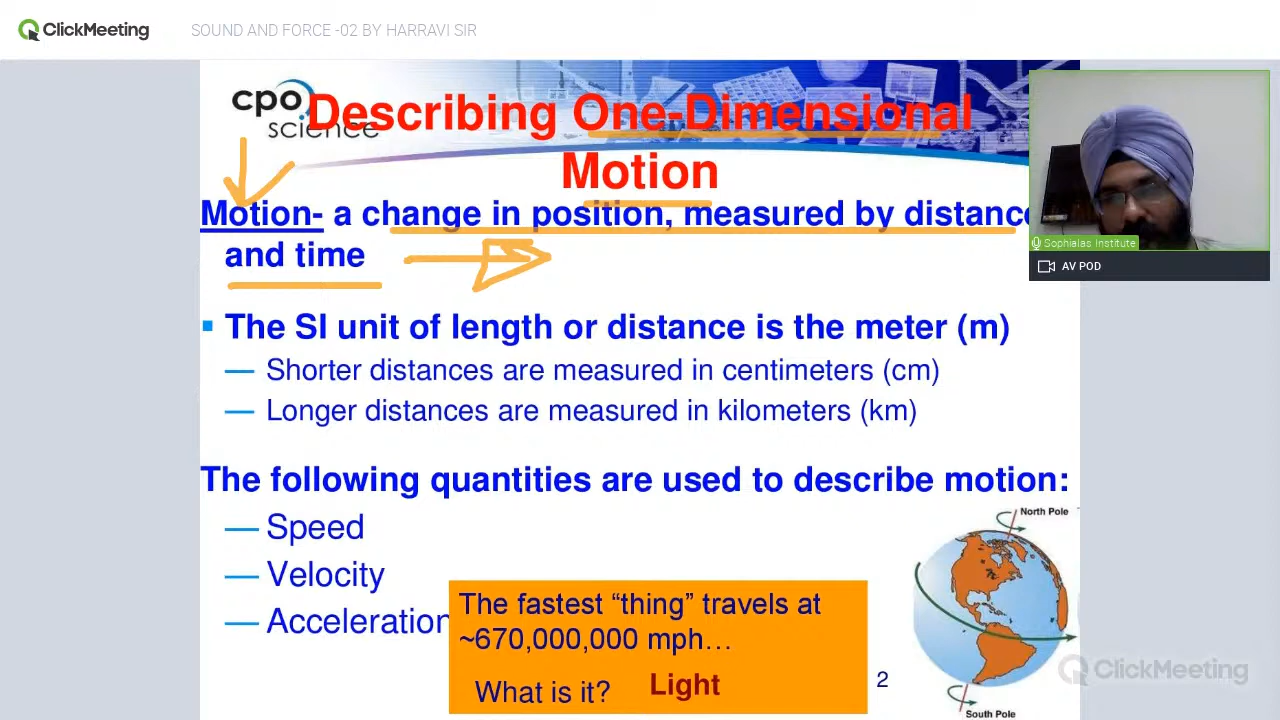 ClickMeeting
SOUND AND FORCE -02 BY HARRAVI SIR
cpo
science
Describing One-Dimensional
Motion
Motion- a change in position, measured by distance
and time
Sophialas Institute
AV POD
The SI unit of length or distance is the meter (m)
— Shorter distances are measured in centimeters (cm)
— Longer distances are measured in kilometers (km)
The following quantities are used to describe motion:
— Speed
— Velocity
— Acceleration
The fastest “thing” travels at
~670,000,000 mph…
What is it? Light
2
North Pole
South Pole
ClickMeeting